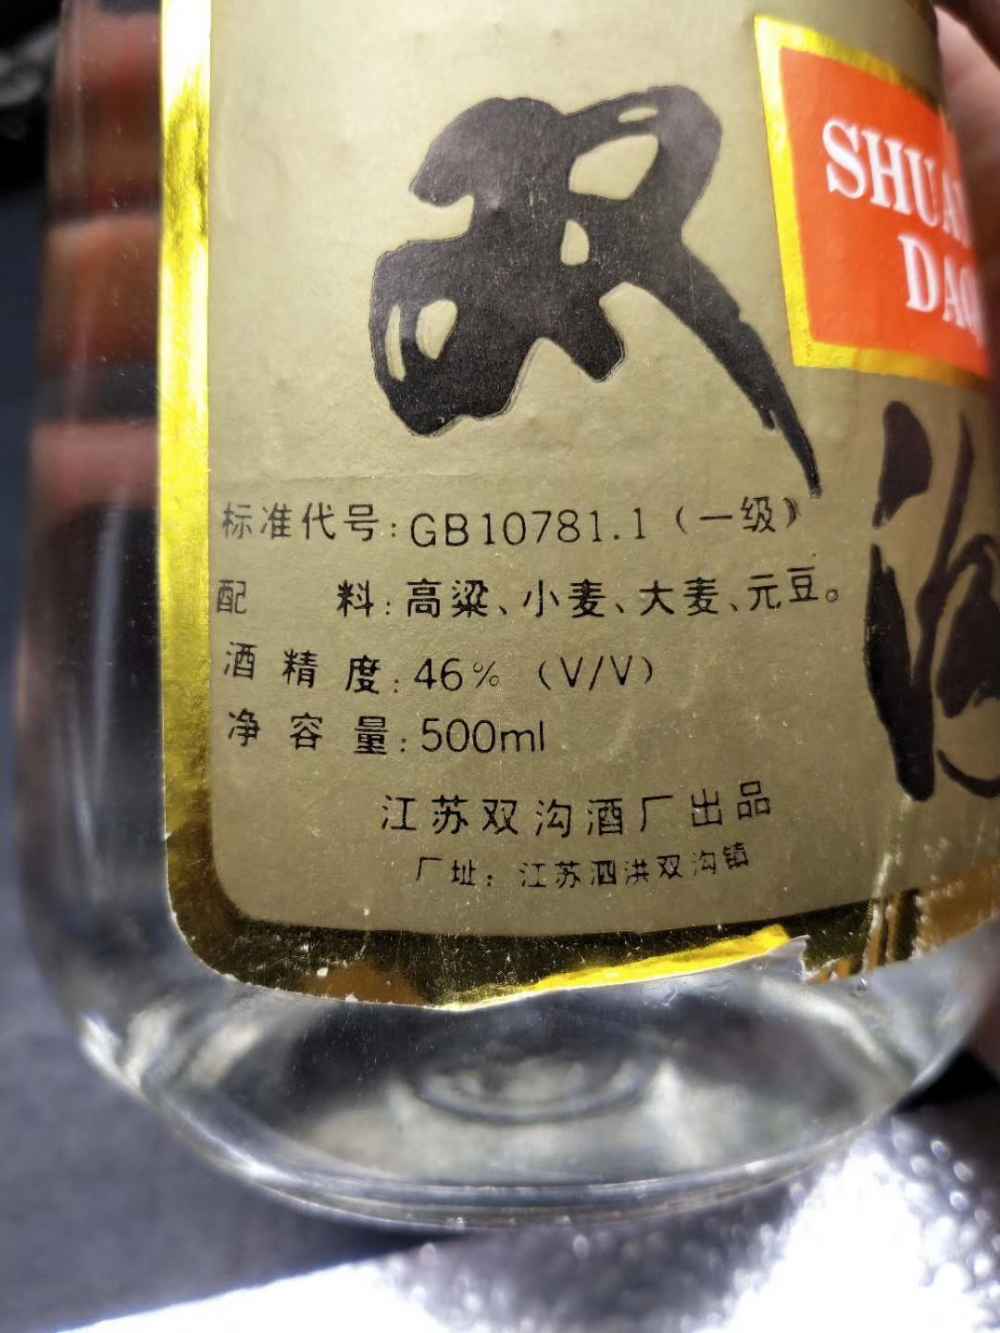 双
SHUA
DAQ
沟
标准代号：GB10781.1（一级）
配 料：高粱、小麦、大麦、元豆。
酒精度：46%（V/V）
净容量：500ml
江苏双沟酒厂出品
厂址：江苏泗洪双沟镇